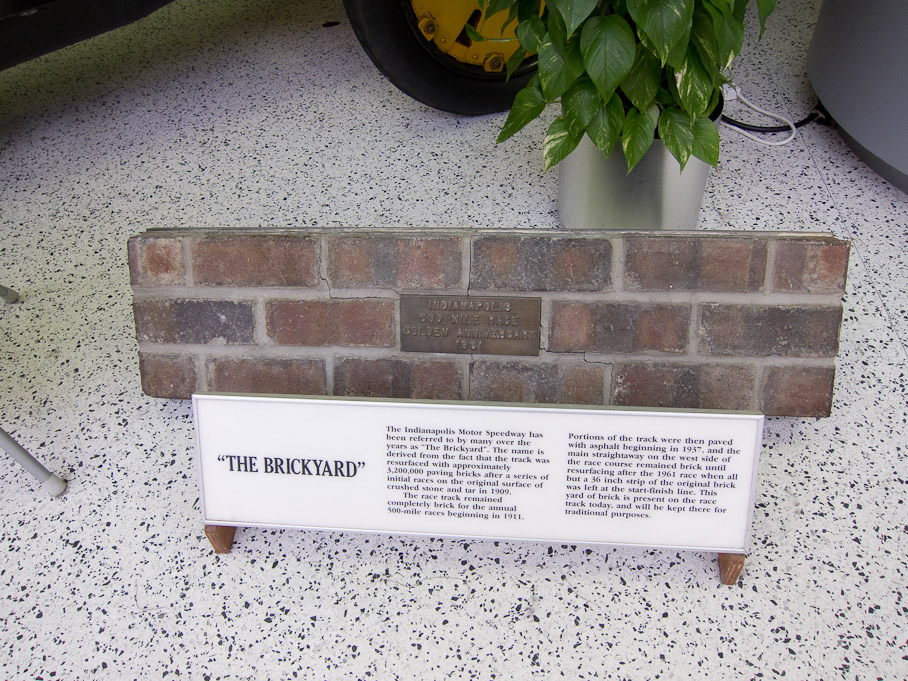 INDIANAPOLIS
500 MILE RACE
GOLDEN ANNIVERSARY
1961
"THE BRICKYARD"
The Indianapolis Motor Speedway has
been referred to by many over the
years as "The Brickyard". The name is
derived from the fact that the track was
resurfaced with approximately
3,200,000 paving bricks after a series of
initial races on the original surface of
crushed stone and tar in 1909.
The race track remained
completely brick for the annual
500-mile races beginning in 1911.
Portions of the track were then paved
with asphalt beginning in 1937, and the
main straightaway on the west side of
the race course remained brick until
resurfacing after the 1961 race when all
but a 36 inch strip of the original brick
was left at the start-finish line. This
yard of brick is present on the race
track today, and will be kept there for
traditional purposes.